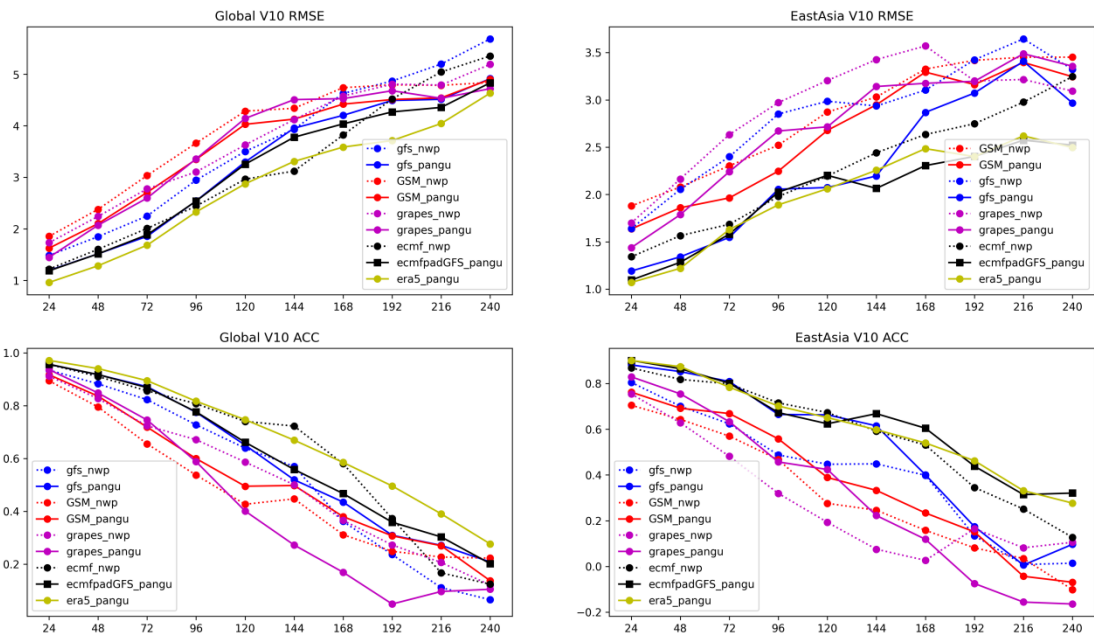 Global V10 RMSE
5
4
3
2
1
gfs_nwp
gfs_pangu
GSM_nwp
GSM_pangu
grapes_nwp
grapes_pangu
ecmf_nwp
ecmfpadGFS_pangu
era5_pangu
24 48 72 96 120 144 168 192 216 240
EastAsia V10 RMSE
3.5
3.0
2.5
2.0
1.5
1.0
GSM_nwp
GSM_pangu
gfs_nwp
gfs_pangu
grapes_nwp
grapes_pangu
ecmf_nwp
ecmfpadGFS_pangu
era5_pangu
24 48 72 96 120 144 168 192 216 240
Global V10 ACC
1.0
0.8
0.6
0.4
0.2
gfs_nwp
gfs_pangu
GSM_nwp
GSM_pangu
grapes_nwp
grapes_pangu
ecmf_nwp
ecmfpadGFS_pangu
era5_pangu
24 48 72 96 120 144 168 192 216 240
EastAsia V10 ACC
0.8
0.6
0.4
0.2
0.0
−0.2
gfs_nwp
gfs_pangu
GSM_nwp
GSM_pangu
grapes_nwp
grapes_pangu
ecmf_nwp
ecmfpadGFS_pangu
era5_pangu
24 48 72 96 120 144 168 192 216 240